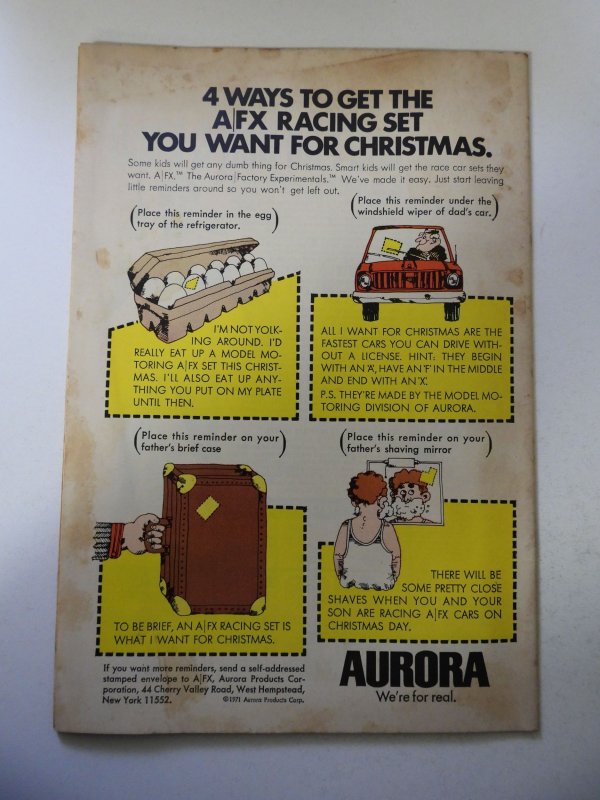 4 WAYS TO GET THE
A|FX RACING SET
YOU WANT FOR CHRISTMAS.
Some kids will get any dumb thing for Christmas. Smart kids will get the race car sets they
want. A|FX.™ The Aurora|Factory Experimentals.™ We've made it easy. Just start leaving
little reminders around so you won't get left out.
(Place this reminder in the egg
tray of the refrigerator.)
(Place this reminder under the
windshield wiper of dad's car.)
I'M NOT YOLK-
ING AROUND. I'D
REALLY EAT UP A MODEL MO-
TORING A|FX SET THIS CHRIST-
MAS. I'LL ALSO EAT UP ANY-
THING YOU PUT ON MY PLATE
UNTIL THEN.
ALL I WANT FOR CHRISTMAS ARE THE
FASTEST CARS YOU CAN DRIVE WITH-
OUT A LICENSE. HINT: THEY BEGIN
WITH AN 'A', HAVE AN 'F' IN THE MIDDLE
AND END WITH AN 'X'.
P.S. THEY'RE MADE BY THE MODEL MO-
TORING DIVISION OF AURORA.
(Place this reminder on your
father's brief case)
(Place this reminder on your
father's shaving mirror)
TO BE BRIEF, AN A|FX RACING SET IS
WHAT I WANT FOR CHRISTMAS.
THERE WILL BE
SOME PRETTY CLOSE
SHAVES WHEN YOU AND YOUR
SON ARE RACING A|FX CARS ON
CHRISTMAS DAY.
If you want more reminders, send a self-addressed
stamped envelope to A|FX, Aurora Products Cor-
poration, 44 Cherry Valley Road, West Hempstead,
New York 11552. ©1971 Aurora Products Corp.
AURORA
We're for real.